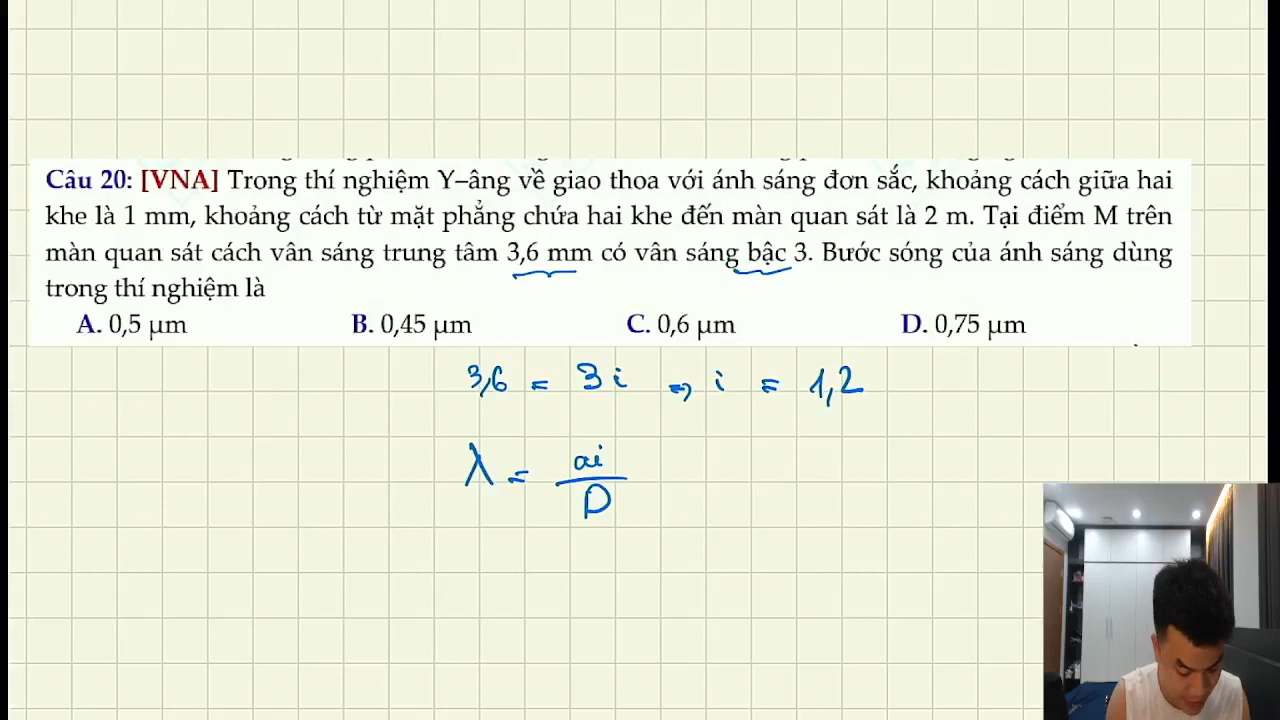 Câu 20: [VNA] Trong thí nghiệm Y–âng về giao thoa với ánh sáng đơn sắc, khoảng cách giữa hai
khe là 1 mm, khoảng cách từ mặt phẳng chứa hai khe đến màn quan sát là 2 m. Tại điểm M trên
màn quan sát cách vân sáng trung tâm 3,6 mm có vân sáng bậc 3. Bước sóng của ánh sáng dùng
trong thí nghiệm là
A. 0,5 μm B. 0,45 μm C. 0,6 μm D. 0,75 μm
3,6 = 3i => i = 1,2
λ = ai
D